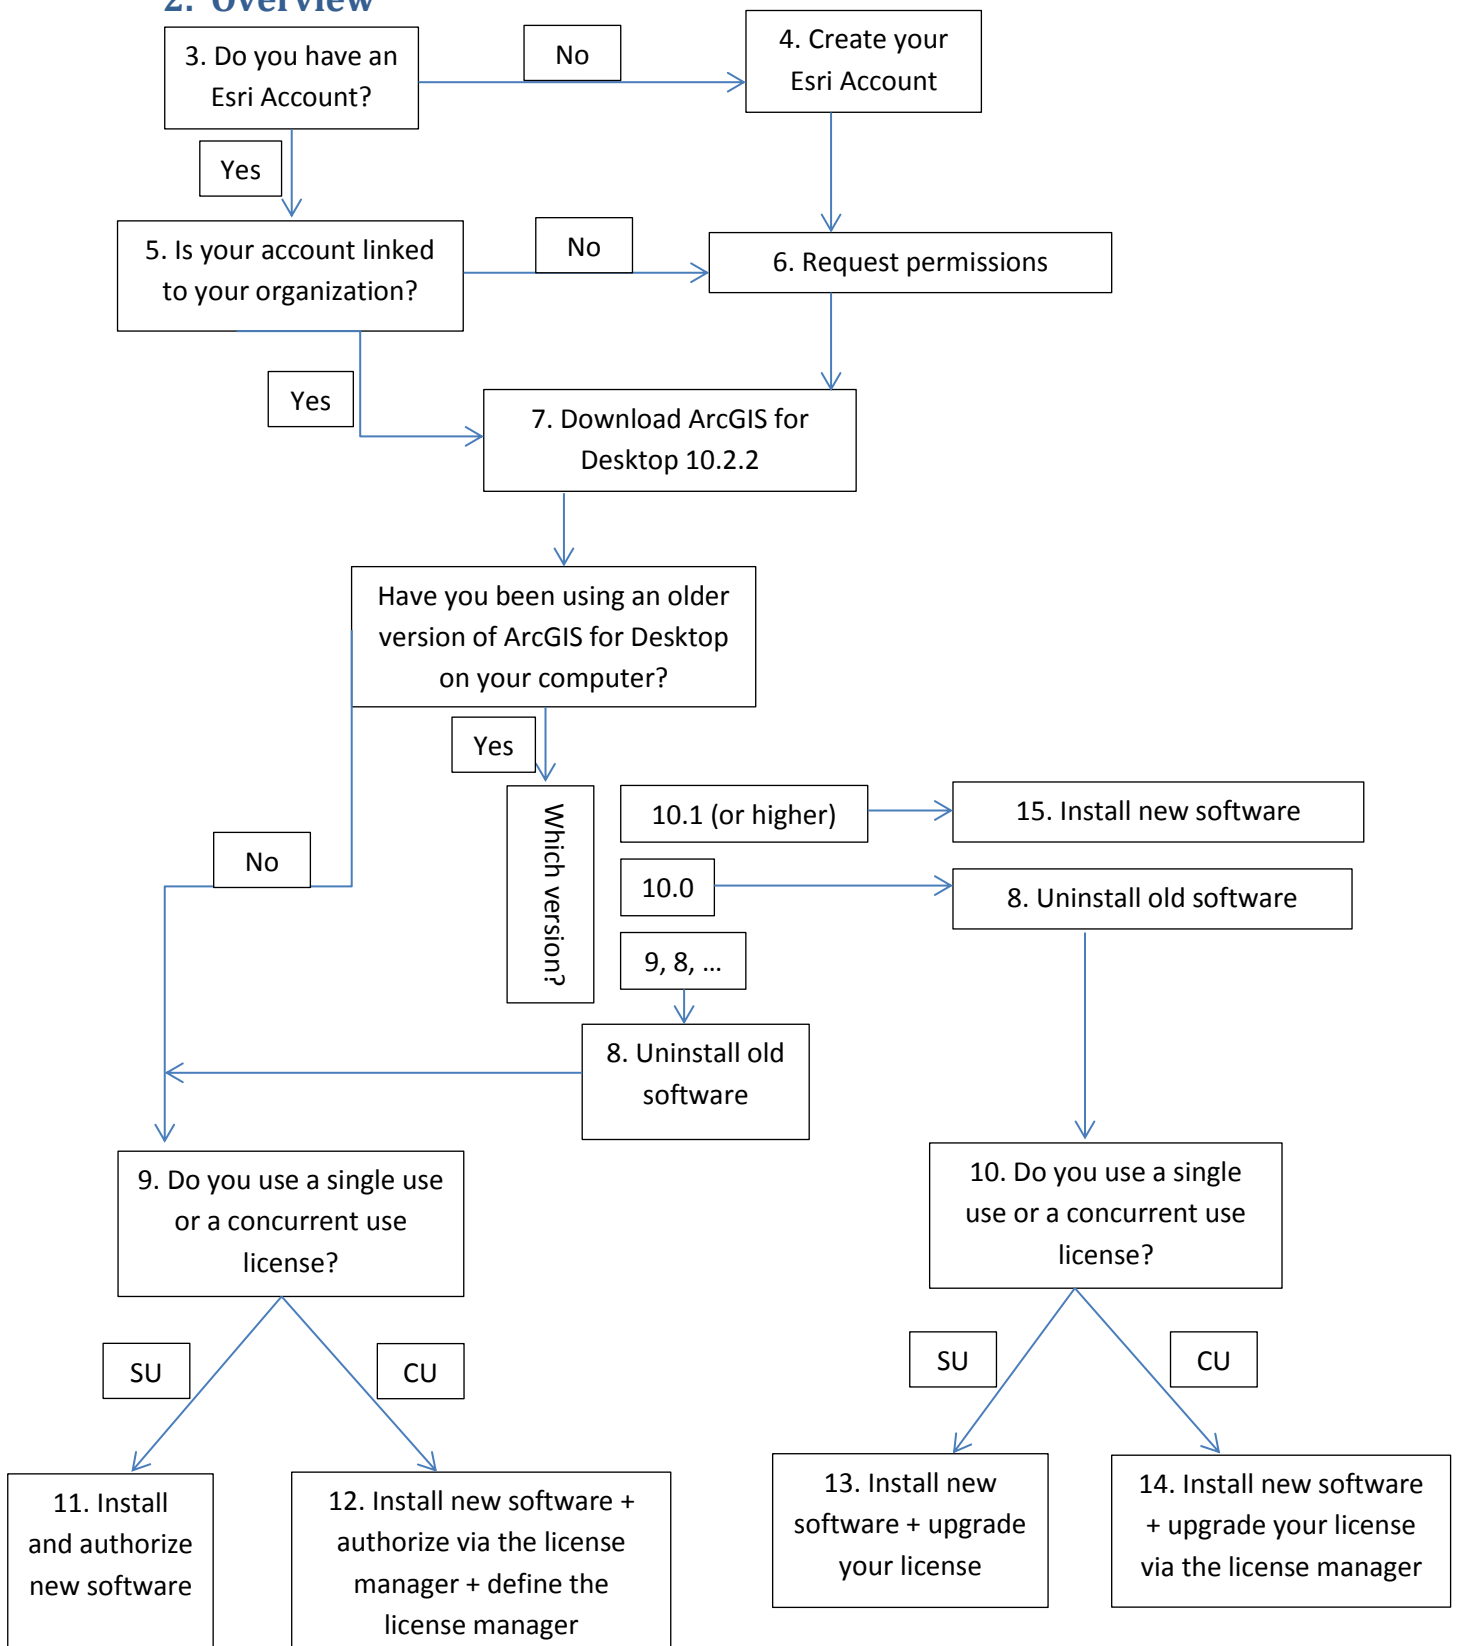 2. Overview
3. Do you have an
Esri Account?
No
4. Create your
Esri Account
Yes
5. Is your account linked
to your organization?
No
6. Request permissions
Yes
7. Download ArcGIS for
Desktop 10.2.2
Have you been using an older
version of ArcGIS for Desktop
on your computer?
Yes
Which version?
10.1 (or higher)
15. Install new software
No
10.0
8. Uninstall old software
9, 8, ...
8. Uninstall old
software
9. Do you use a single use
or a concurrent use
license?
10. Do you use a single
use or a concurrent use
license?
SU
CU
SU
CU
11. Install
and authorize
new software
12. Install new software +
authorize via the license
manager + define the
license manager
13. Install new
software + upgrade
your license
14. Install new software
+ upgrade your license
via the license manager